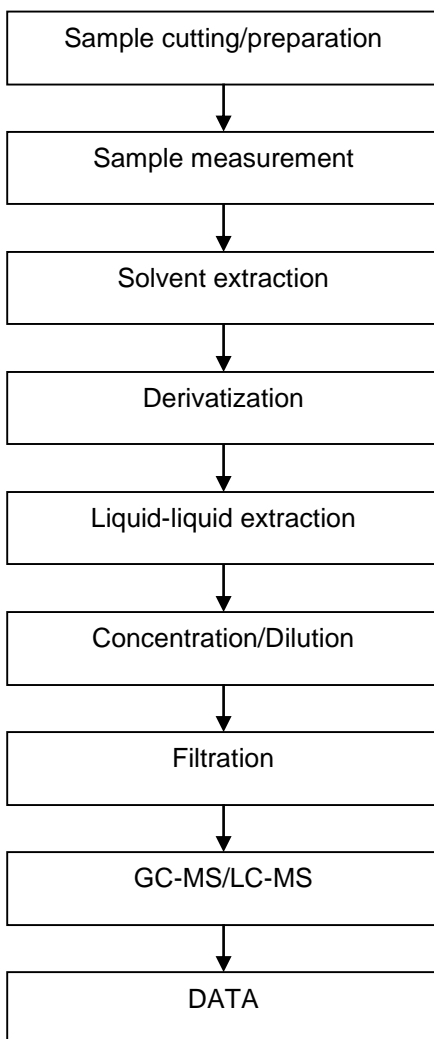 Sample cutting/preparation
Sample measurement
Solvent extraction
Derivatization
Liquid-liquid extraction
Concentration/Dilution
Filtration
GC-MS/LC-MS
DATA